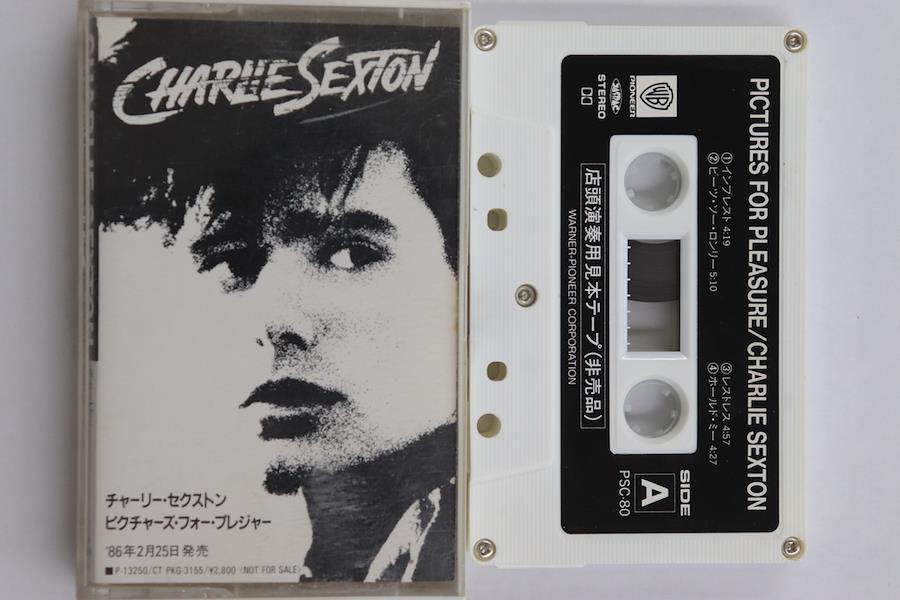 CHARLIE SEXTON
チャーリー・セクストン
ピクチャーズ・フォー・プレジャー
'86年2月25日発売
■P-13250/CT PKG-3155/¥2,800〈NOT FOR SALE〉
PICTURES FOR PLEASURE/CHARLIE SEXTON
①インプレスト 4:19
②ビーツ・ソー・ロンリー 5:10
③レストレス 4:57
④ホールド・ミー 4:27
WB
PIONEER
STEREO
店頭演奏用見本テープ(非売品)
WARNER-PIONEER CORPORATION
SIDE
A
PSC-80